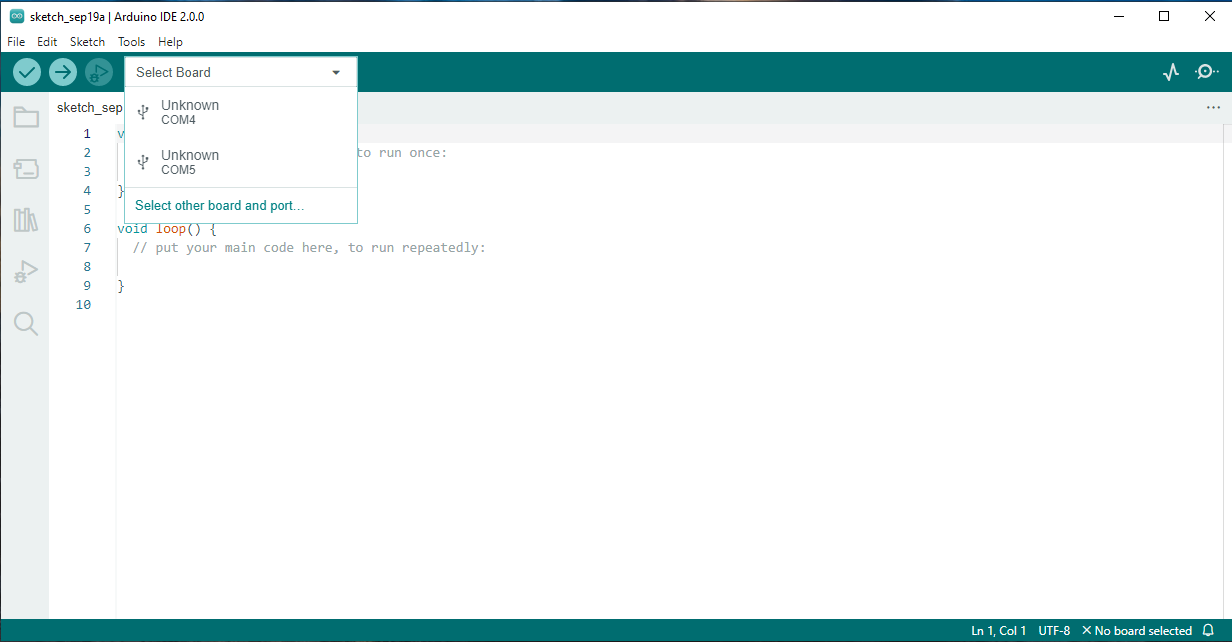 sketch_sep19a | Arduino IDE 2.0.0
File Edit Sketch Tools Help
Select Board
Unknown
COM4
Unknown
COM5
Select other board and port...
sketch_sep
1 v
2 to run once:
3
4 }
5
6 void loop() {
7 // put your main code here, to run repeatedly:
8
9 }
10
Ln 1, Col 1 UTF-8 No board selected